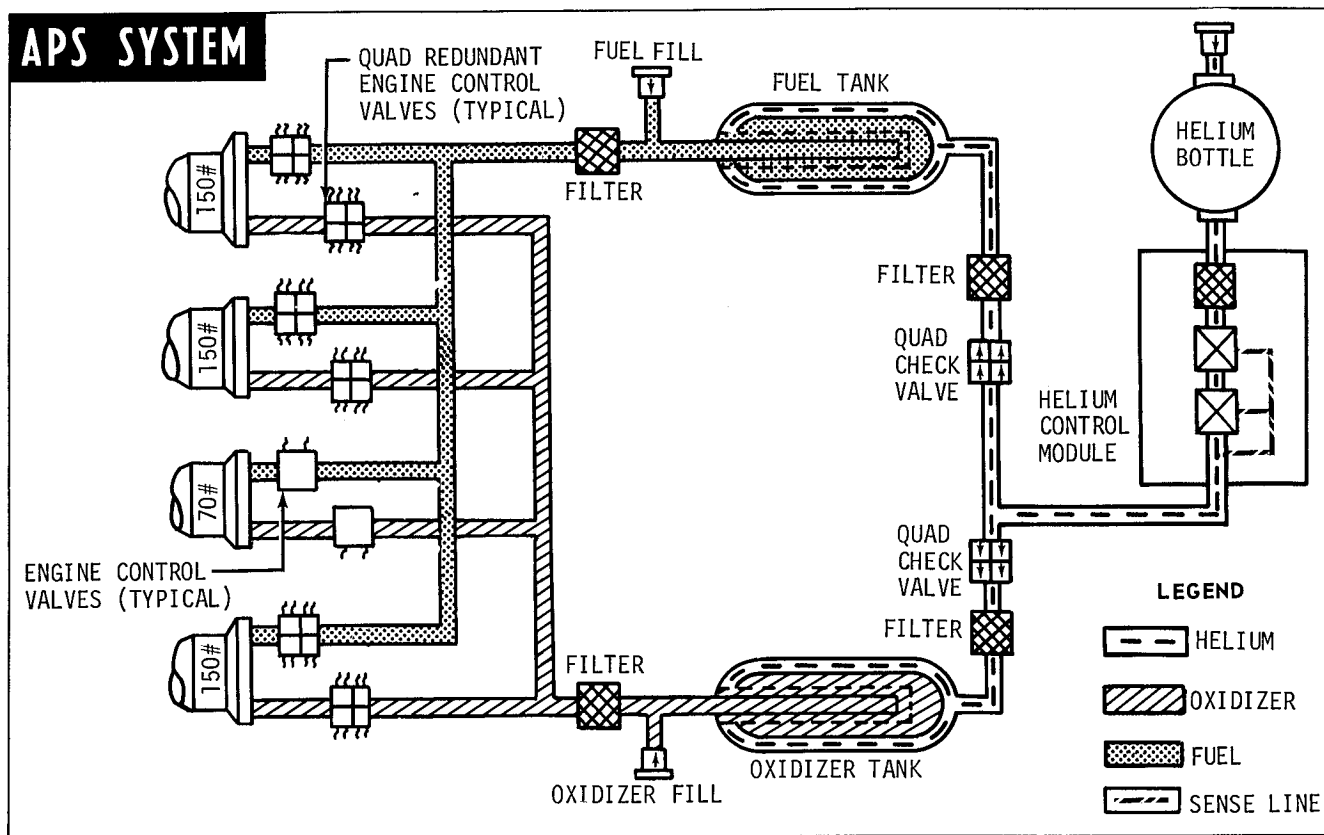 APS SYSTEM
QUAD REDUNDANT
ENGINE CONTROL
VALVES (TYPICAL)
FUEL FILL
FUEL TANK
HELIUM
BOTTLE
FILTER
150#
FILTER
150#
QUAD
CHECK
VALVE
HELIUM
CONTROL
MODULE
70#
ENGINE CONTROL
VALVES (TYPICAL)
QUAD
CHECK
VALVE
FILTER
150#
FILTER
OXIDIZER TANK
OXIDIZER FILL
LEGEND
HELIUM
OXIDIZER
FUEL
SENSE LINE